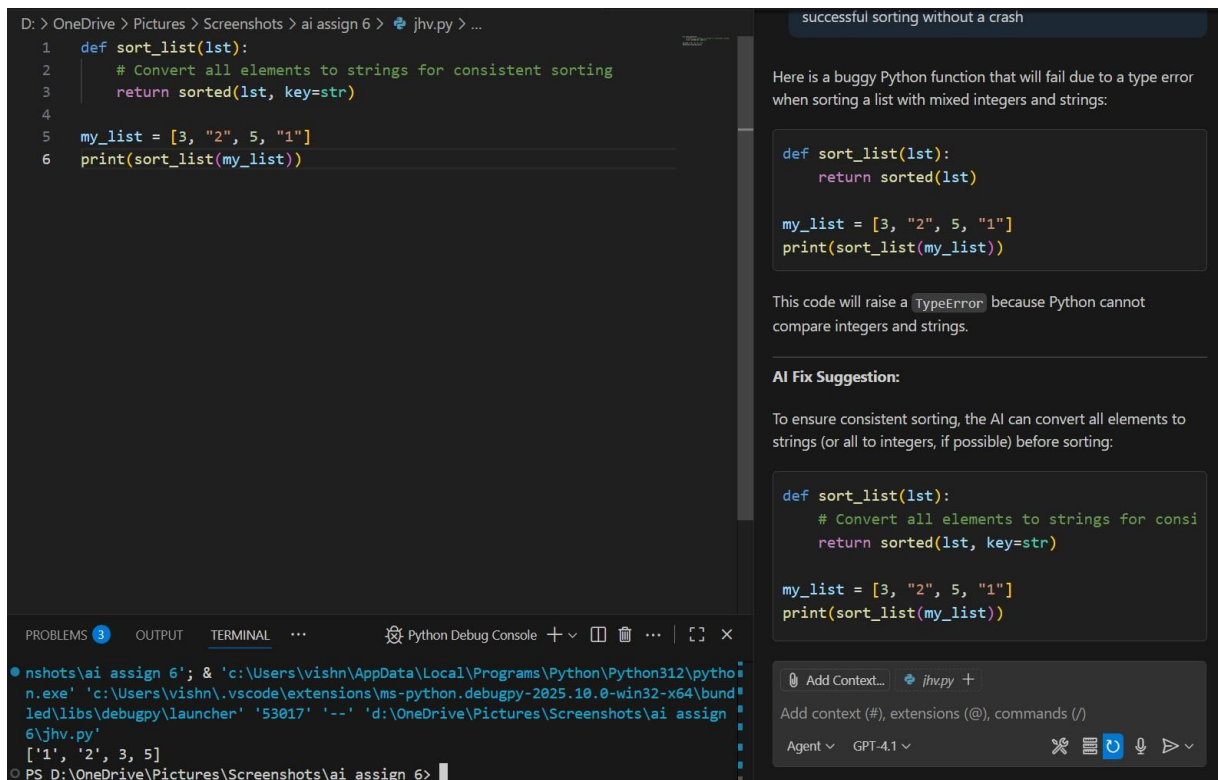 D: > OneDrive > Pictures > Screenshots > ai assign 6 > jhv.py > ...
1 def sort_list(lst):
2     # Convert all elements to strings for consistent sorting
3     return sorted(lst, key=str)
4
5 my_list = [3, "2", 5, "1"]
6 print(sort_list(my_list))
PROBLEMS 3 OUTPUT TERMINAL ... Python Debug Console
nshots\ai assign 6'; & 'c:\Users\vishn\AppData\Local\Programs\Python\Python312\pytho
n.exe' 'c:\Users\vishn\.vscode\extensions\ms-python.debugpy-2025.10.0-win32-x64\bund
led\libs\debugpy\launcher' '53017' '--' 'd:\OneDrive\Pictures\Screenshots\ai assign
6\jhv.py'
['1', '2', 3, 5]
PS D:\OneDrive\Pictures\Screenshots\ai assign 6>
successful sorting without a crash
Here is a buggy Python function that will fail due to a type error
when sorting a list with mixed integers and strings:
def sort_list(lst):
    return sorted(lst)
my_list = [3, "2", 5, "1"]
print(sort_list(my_list))
This code will raise a TypeError because Python cannot
compare integers and strings.
AI Fix Suggestion:
To ensure consistent sorting, the AI can convert all elements to
strings (or all to integers, if possible) before sorting:
def sort_list(lst):
    # Convert all elements to strings for consi
    return sorted(lst, key=str)
my_list = [3, "2", 5, "1"]
print(sort_list(my_list))
Add Context... jhv.py +
Add context (#), extensions (@), commands (/)
Agent GPT-4.1